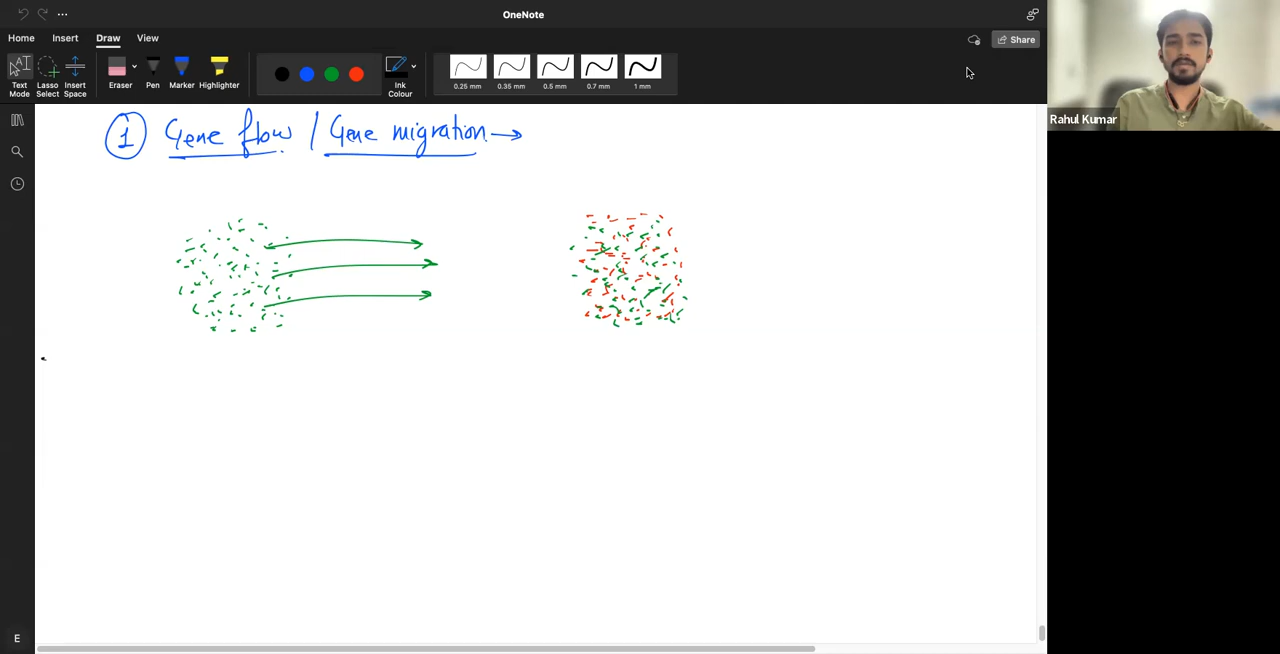 OneNote
Home Insert Draw View
Share
Text Mode
Lasso Select
Insert Space
Eraser
Pen
Marker
Highlighter
Ink Colour
0.25 mm
0.35 mm
0.5 mm
0.7 mm
1 mm
Rahul Kumar
1 Gene flow / Gene migration →
E